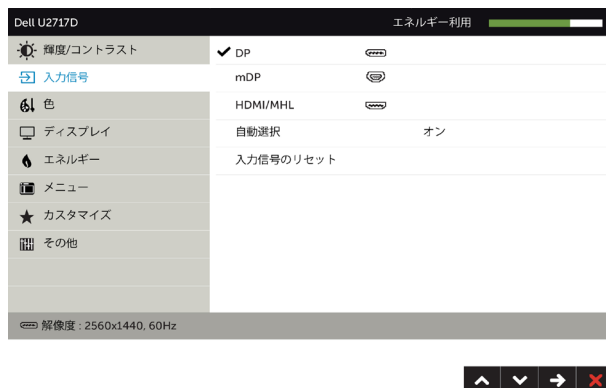 Dell U2717D エネルギー利用
輝度/コントラスト
入力信号
色
ディスプレイ
エネルギー
メニュー
カスタマイズ
その他
DP
mDP
HDMI/MHL
自動選択 オン
入力信号のリセット
解像度 : 2560x1440, 60Hz